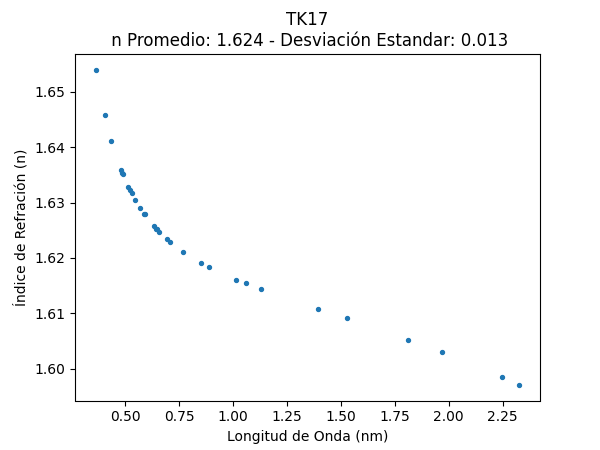 TK17
n Promedio: 1.624 - Desviación Estandar: 0.013
1.65
1.64
1.63
1.62
1.61
1.60
Índice de Refración (n)
0.50 0.75 1.00 1.25 1.50 1.75 2.00 2.25
Longitud de Onda (nm)